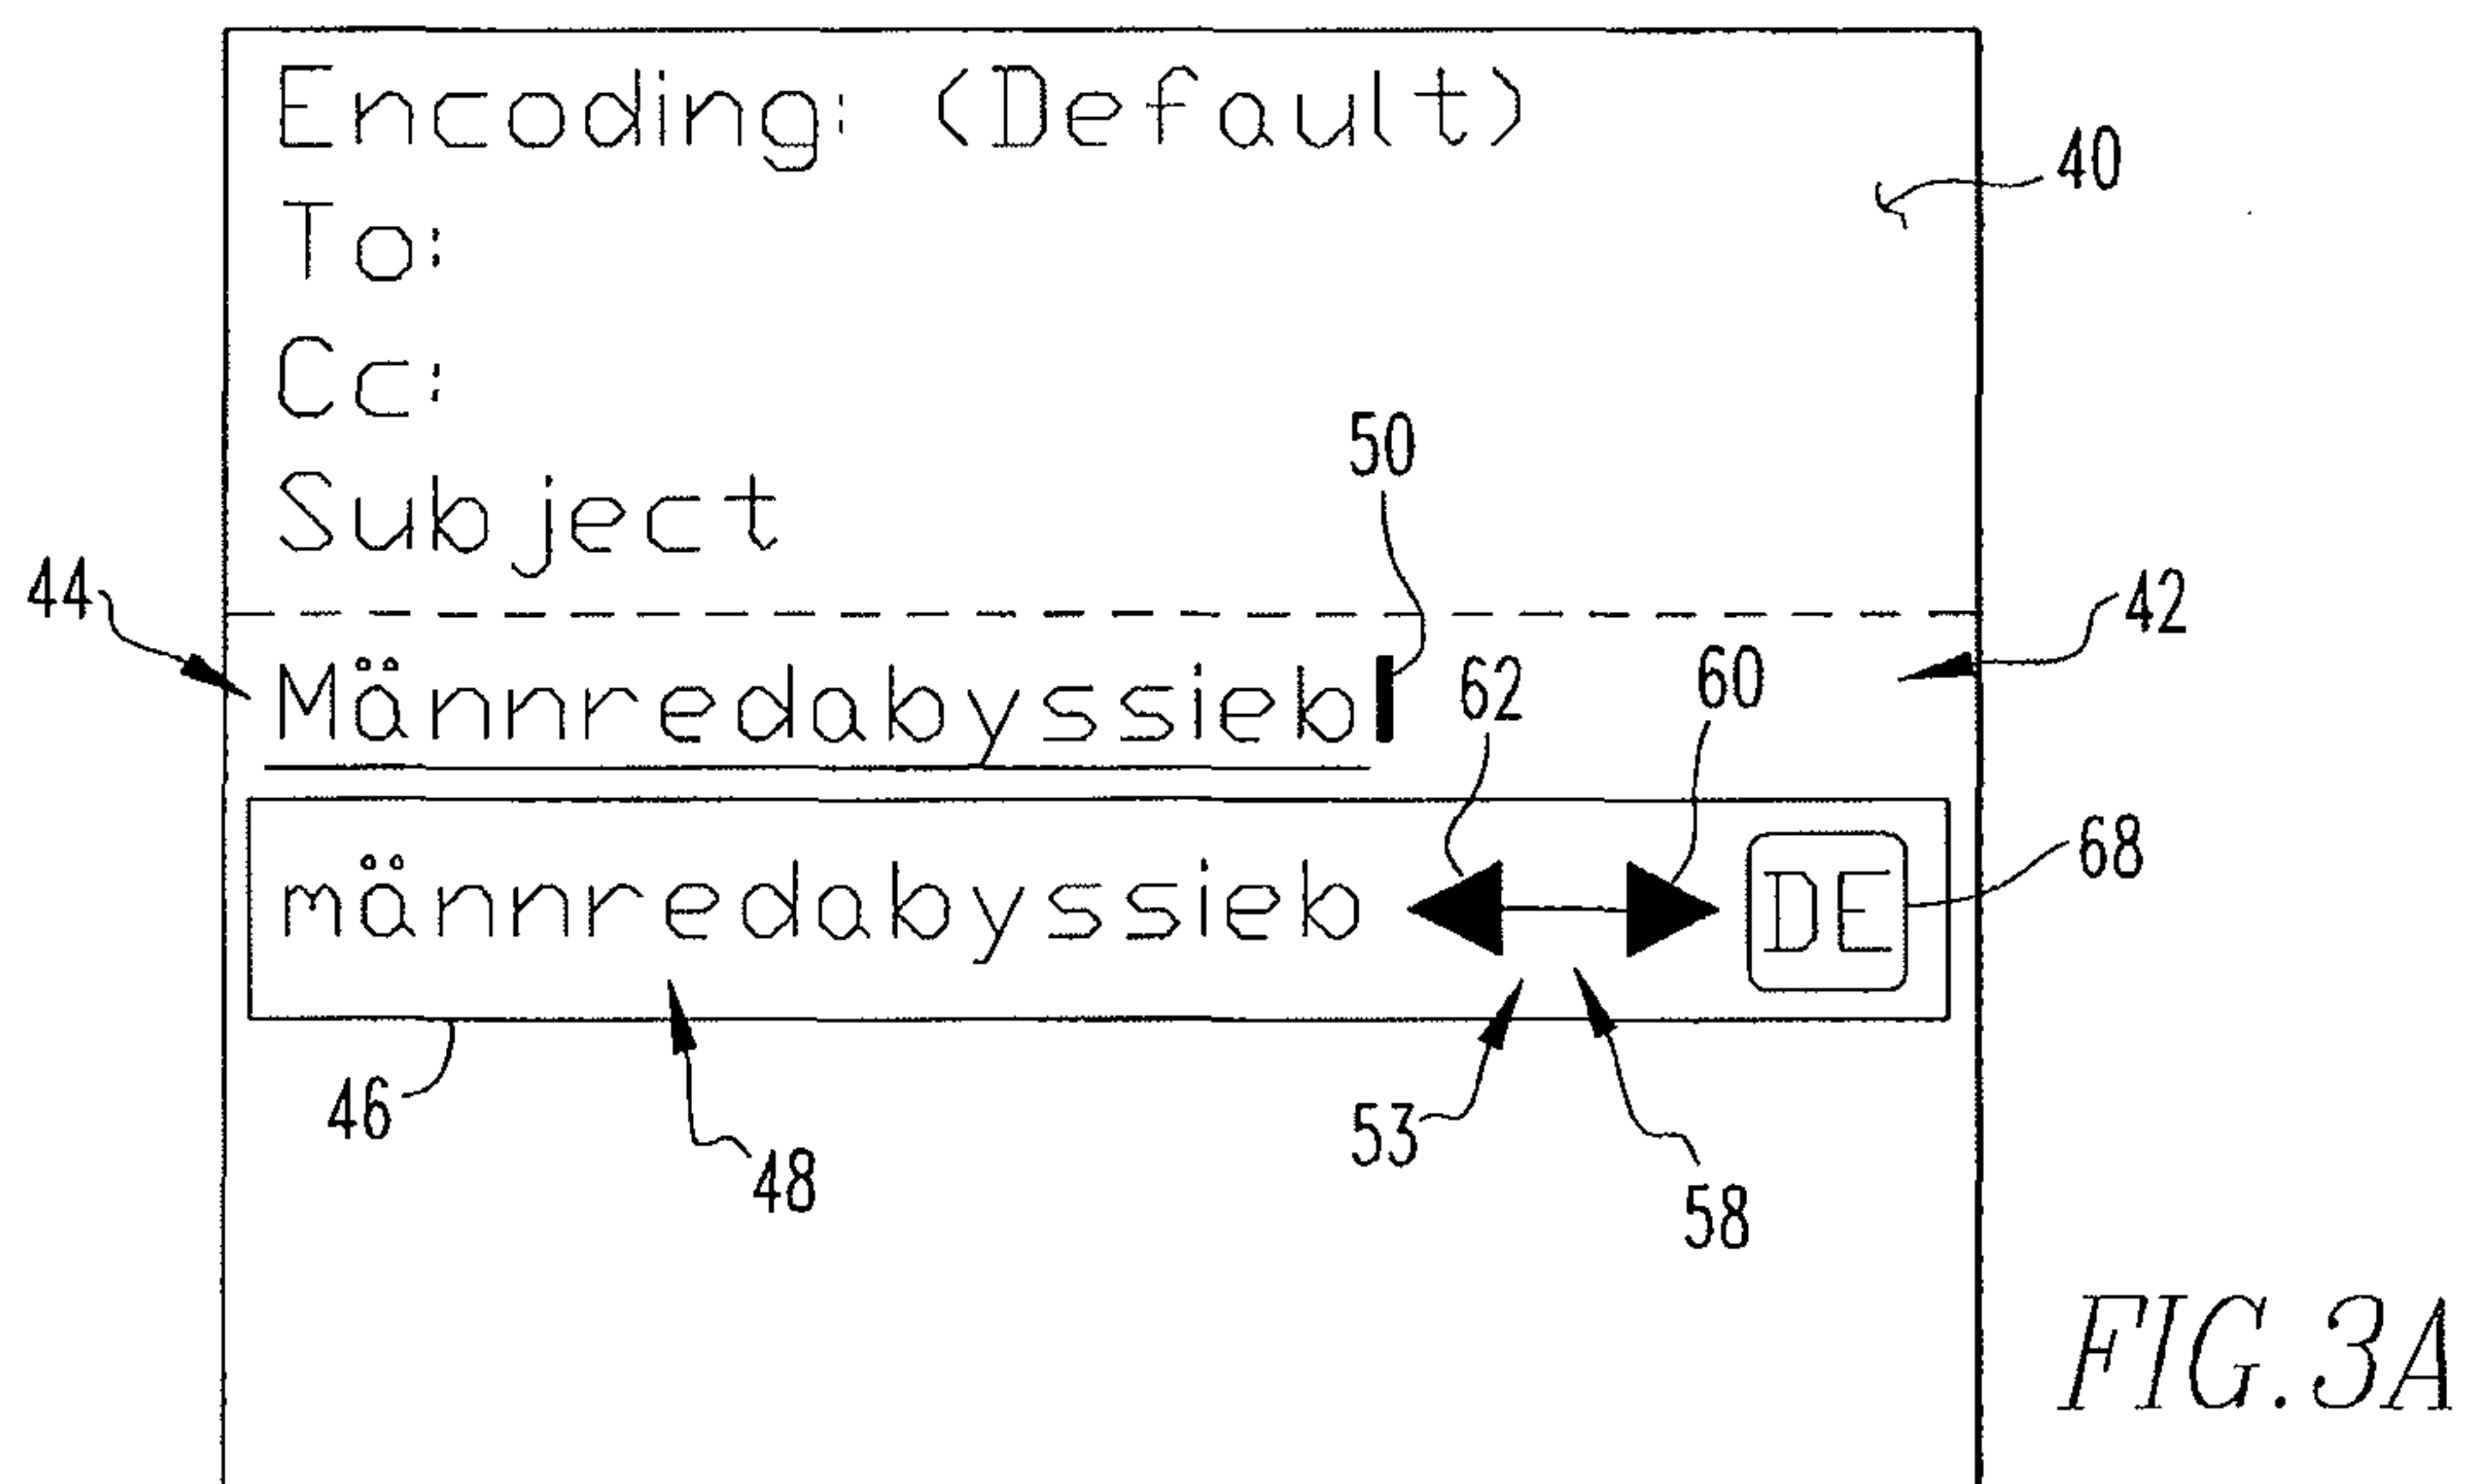 Encoding: (Default)
40
To:
Cc:
50
Subject
44
42
Männredabyssieb
62
60
männredabyssieb
DE
68
46
48
53
58
FIG.3A